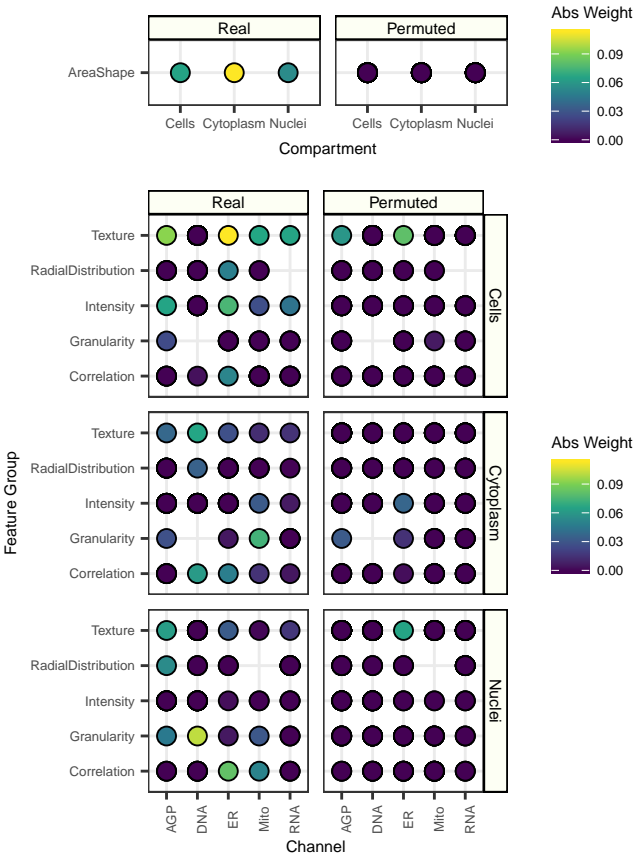 Real Permuted
AreaShape
Cells Cytoplasm Nuclei Cells Cytoplasm Nuclei
Compartment
Abs Weight
0.09
0.06
0.03
0.00
Real Permuted
Texture
RadialDistribution
Intensity
Granularity
Correlation
Cells
Texture
RadialDistribution
Intensity
Granularity
Correlation
Cytoplasm
Texture
RadialDistribution
Intensity
Granularity
Correlation
Nuclei
Feature Group
AGP DNA ER Mito RNA AGP DNA ER Mito RNA
Channel
Abs Weight
0.09
0.06
0.03
0.00